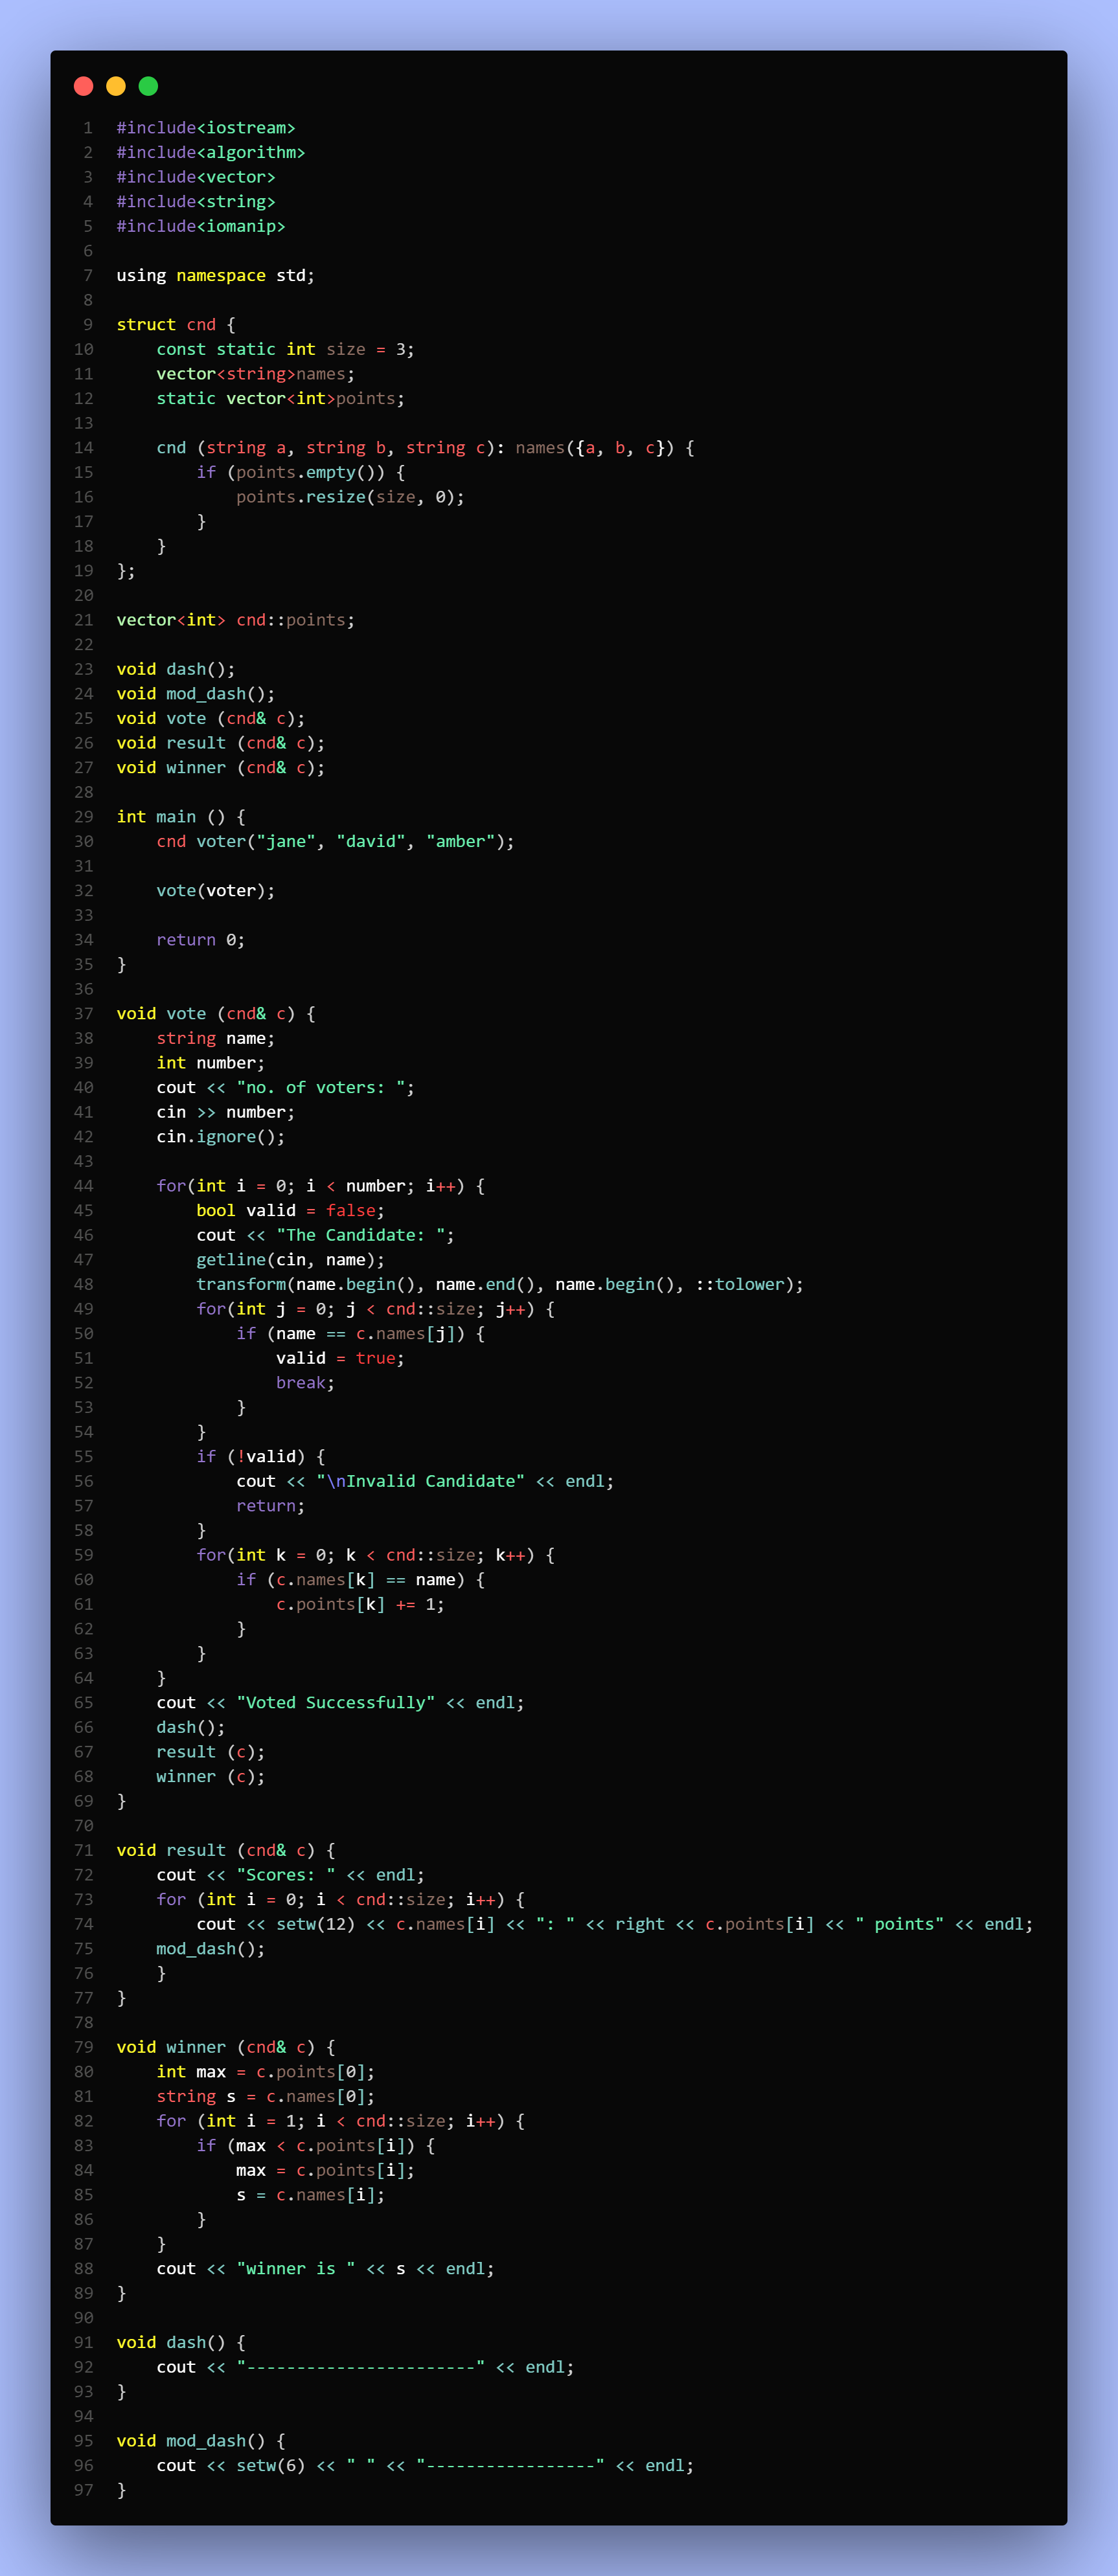 1 #include<iostream>
2 #include<algorithm>
3 #include<vector>
4 #include<string>
5 #include<iomanip>
6
7 using namespace std;
8
9 struct cnd {
10     const static int size = 3;
11     vector<string>names;
12     static vector<int>points;
13
14     cnd (string a, string b, string c): names({a, b, c}) {
15         if (points.empty()) {
16             points.resize(size, 0);
17         }
18     }
19 };
20
21 vector<int> cnd::points;
22
23 void dash();
24 void mod_dash();
25 void vote (cnd& c);
26 void result (cnd& c);
27 void winner (cnd& c);
28
29 int main () {
30     cnd voter("jane", "david", "amber");
31
32     vote(voter);
33
34     return 0;
35 }
36
37 void vote (cnd& c) {
38     string name;
39     int number;
40     cout << "no. of voters: ";
41     cin >> number;
42     cin.ignore();
43
44     for(int i = 0; i < number; i++) {
45         bool valid = false;
46         cout << "The Candidate: ";
47         getline(cin, name);
48         transform(name.begin(), name.end(), name.begin(), ::tolower);
49         for(int j = 0; j < cnd::size; j++) {
50             if (name == c.names[j]) {
51                 valid = true;
52                 break;
53             }
54         }
55         if (!valid) {
56             cout << "\nInvalid Candidate" << endl;
57             return;
58         }
59         for(int k = 0; k < cnd::size; k++) {
60             if (c.names[k] == name) {
61                 c.points[k] += 1;
62             }
63         }
64     }
65     cout << "Voted Successfully" << endl;
66     dash();
67     result (c);
68     winner (c);
69 }
70
71 void result (cnd& c) {
72     cout << "Scores: " << endl;
73     for (int i = 0; i < cnd::size; i++) {
74         cout << setw(12) << c.names[i] << ": " << right << c.points[i] << " points" << endl;
75     mod_dash();
76     }
77 }
78
79 void winner (cnd& c) {
80     int max = c.points[0];
81     string s = c.names[0];
82     for (int i = 1; i < cnd::size; i++) {
83         if (max < c.points[i]) {
84             max = c.points[i];
85             s = c.names[i];
86         }
87     }
88     cout << "winner is " << s << endl;
89 }
90
91 void dash() {
92     cout << "-----------------------" << endl;
93 }
94
95 void mod_dash() {
96     cout << setw(6) << " " << "-----------------" << endl;
97 }